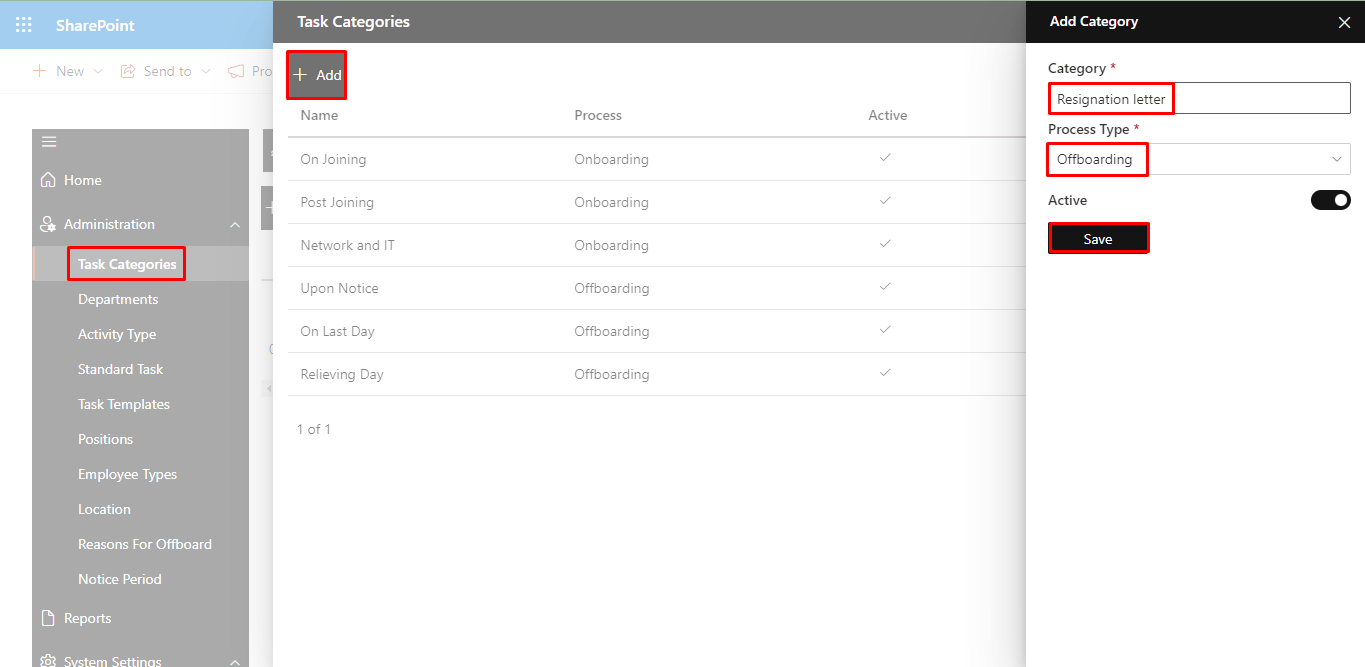 SharePoint
Task Categories
Add Category
New
Send to
Pro
Add
Category *
Resignation letter
Process Type *
Offboarding
Active
Save
Name Process Active
On Joining Onboarding
Post Joining Onboarding
Network and IT Onboarding
Upon Notice Offboarding
On Last Day Offboarding
Relieving Day Offboarding
1 of 1
Home
Administration
Task Categories
Departments
Activity Type
Standard Task
Task Templates
Positions
Employee Types
Location
Reasons For Offboard
Notice Period
Reports
System Settings